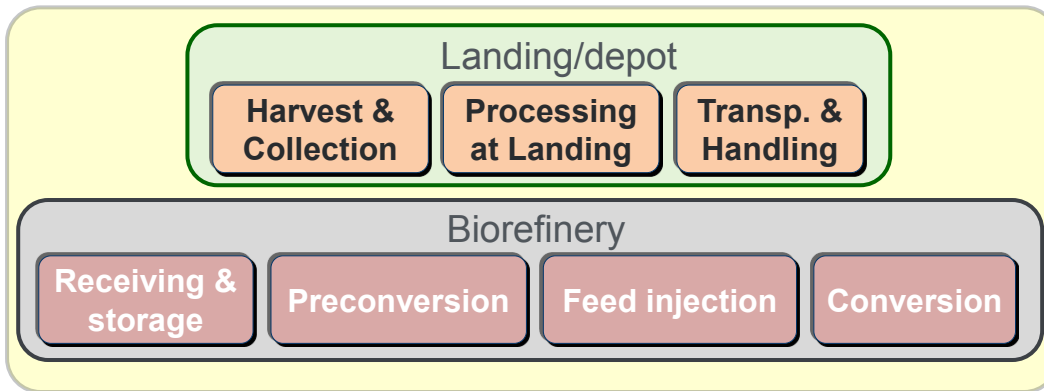 Landing/depot
Harvest &
Collection
Processing
at Landing
Transp. &
Handling
Biorefinery
Receiving &
storage
Preconversion
Feed injection
Conversion